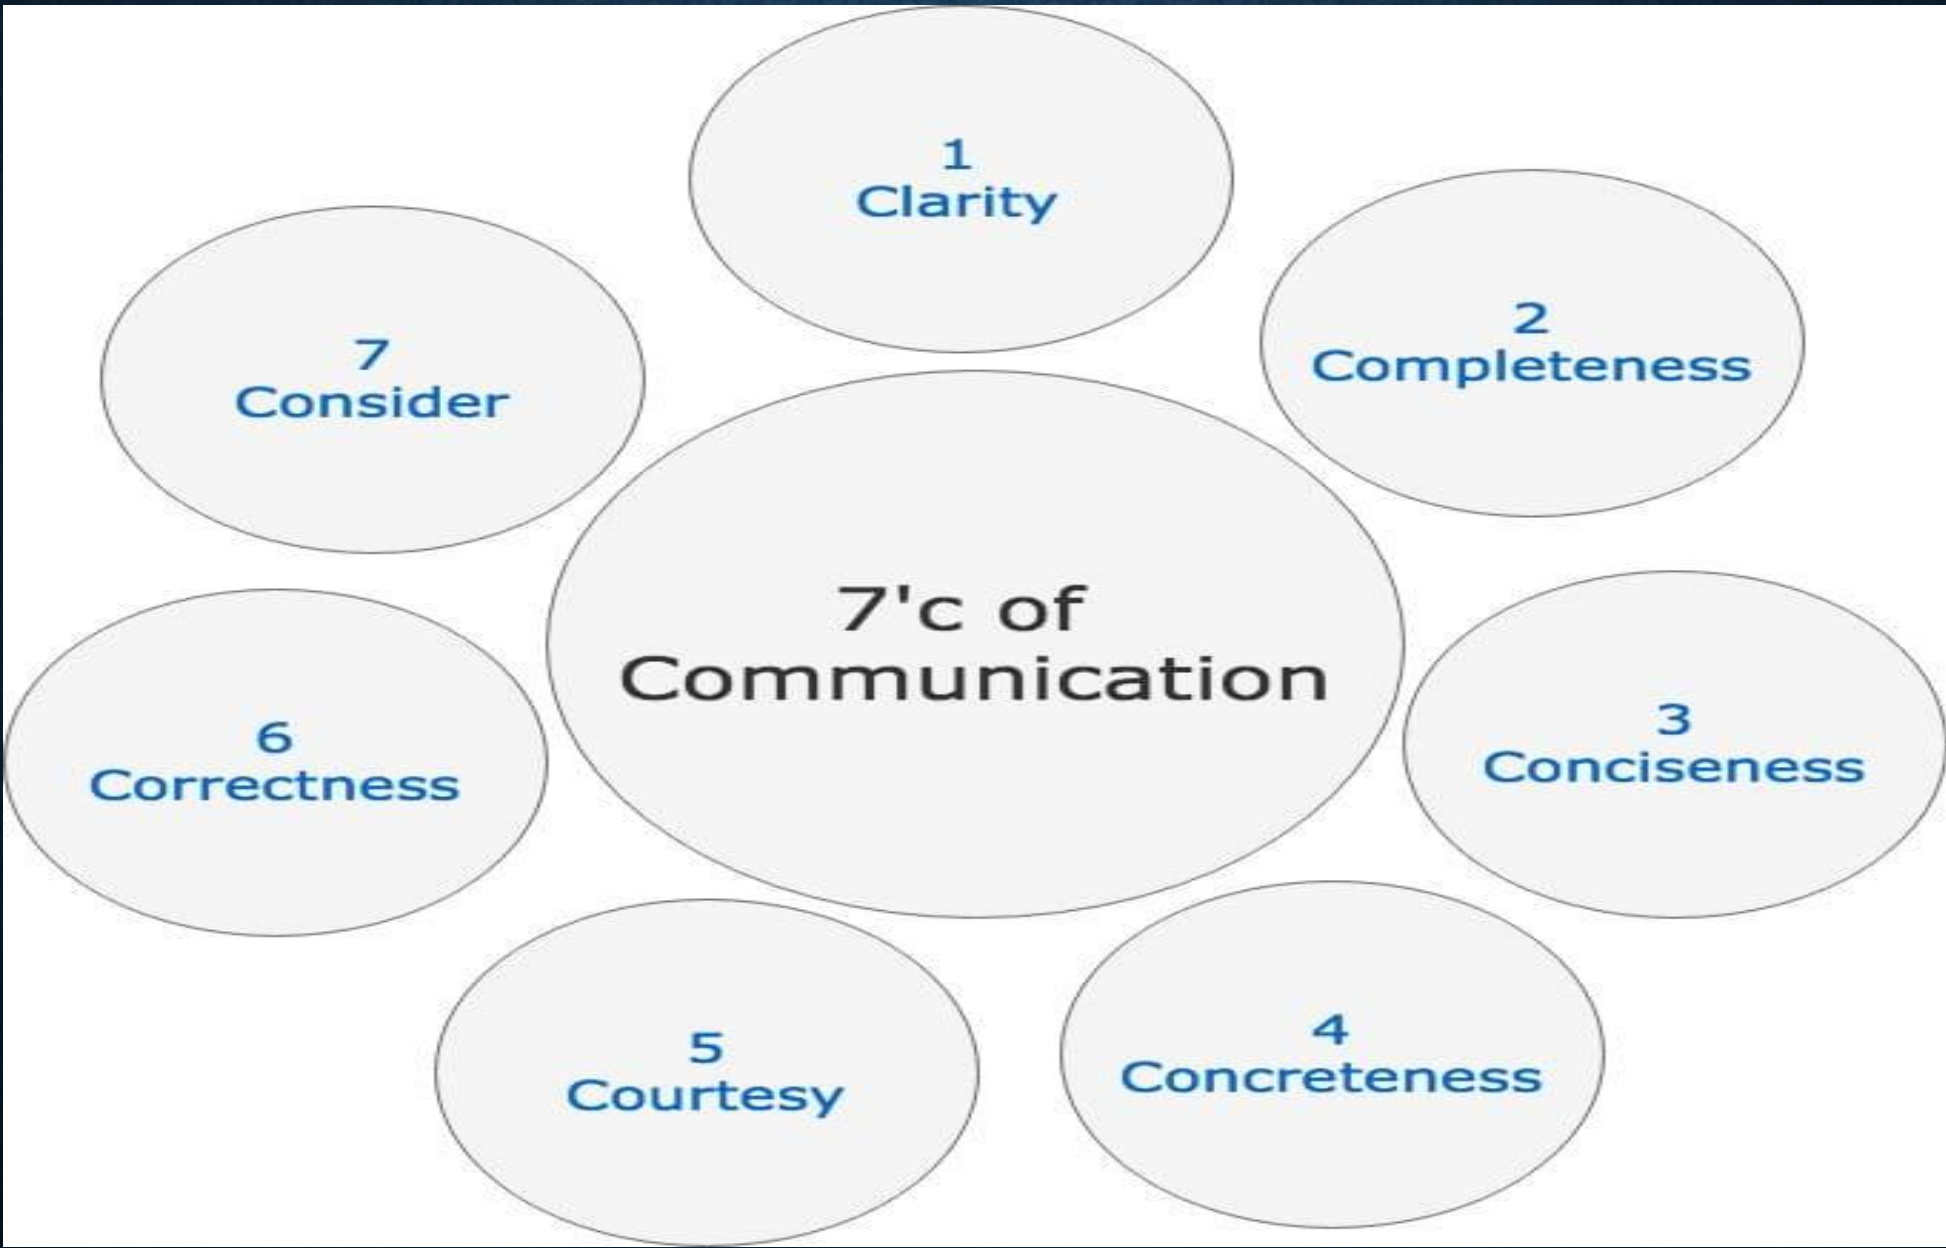 1
Clarity
2
Completeness
3
Conciseness
4
Concreteness
5
Courtesy
6
Correctness
7
Consider
7'c of
Communication